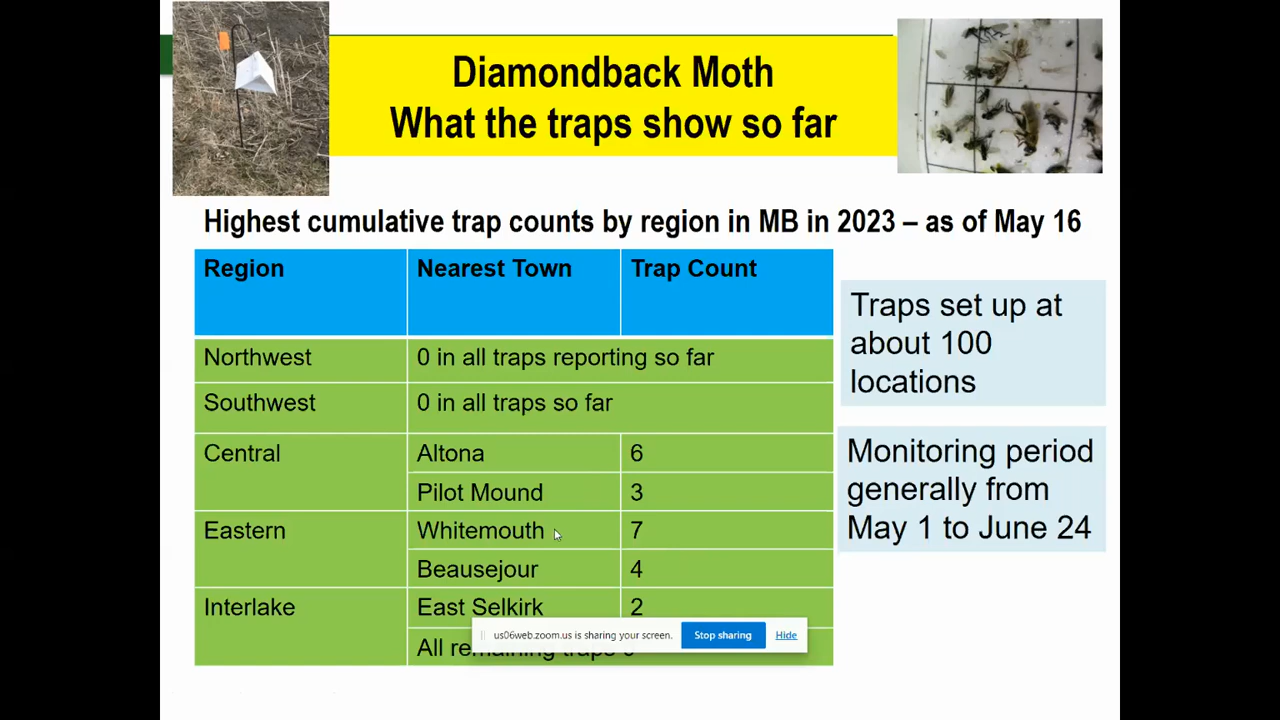 Diamondback Moth
What the traps show so far
Highest cumulative trap counts by region in MB in 2023 – as of May 16
Region Nearest Town Trap Count
Northwest 0 in all traps reporting so far
Southwest 0 in all traps so far
Central Altona 6
Pilot Mound 3
Eastern Whitemouth 7
Beausejour 4
Interlake East Selkirk 2
All remaining traps
Traps set up at
about 100
locations
Monitoring period
generally from
May 1 to June 24
us06web.zoom.us is sharing your screen. Stop sharing Hide